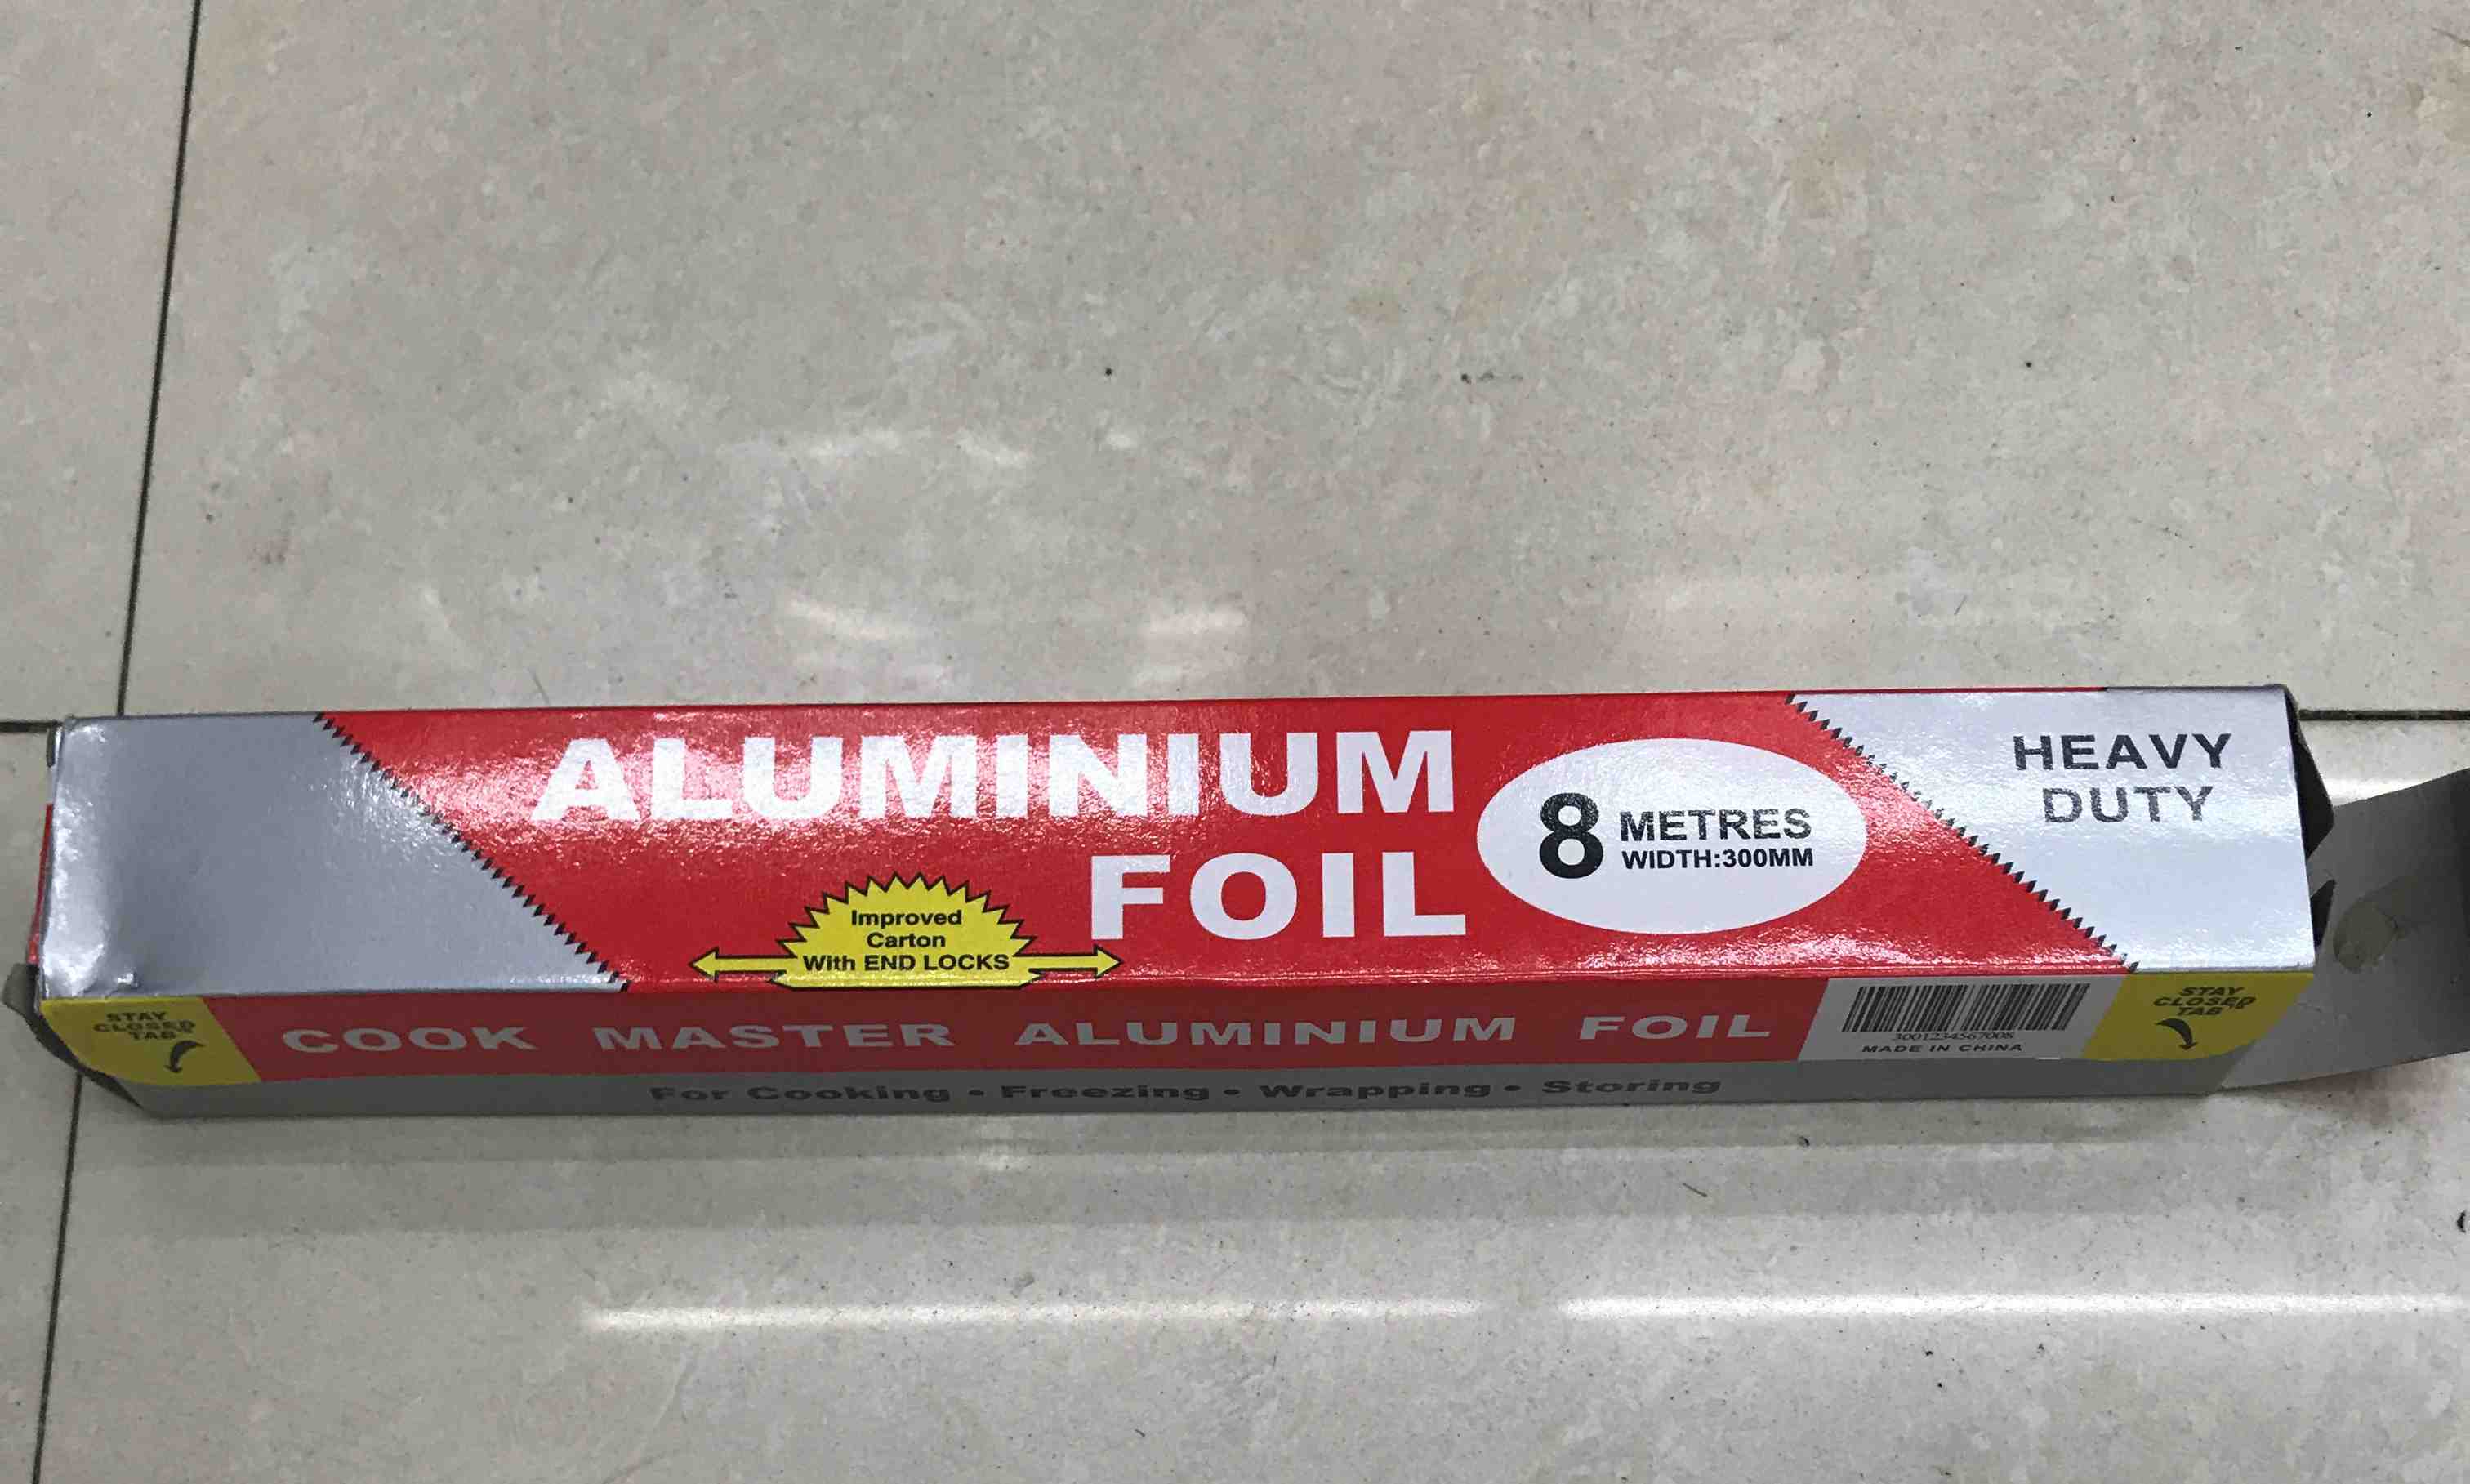 ALUMINIUM
FOIL
8 METRES
WIDTH:300MM
HEAVY
DUTY
Improved
Carton
With END LOCKS
STAY
CLOSED
TAB
COOK MASTER ALUMINIUM FOIL
3001234567008
MADE IN CHINA
STAY
CLOSED
TAB
For Cooking • Freezing • Wrapping • Storing